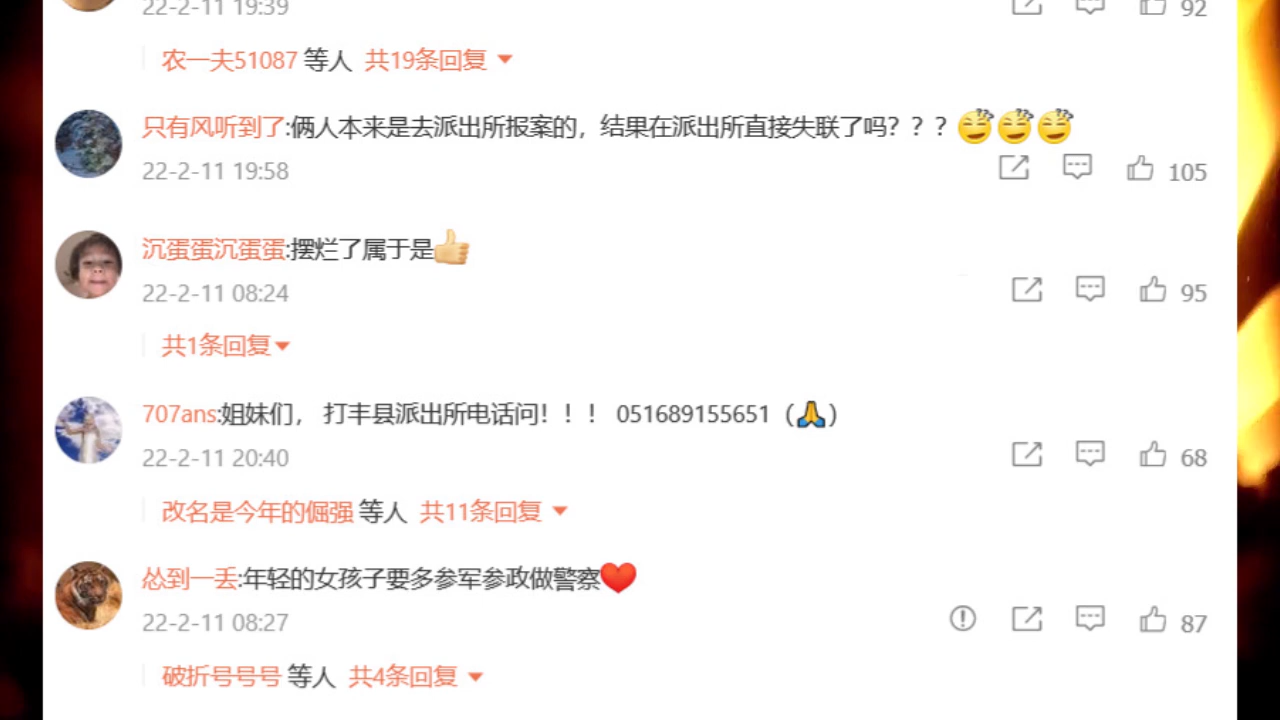 22-2-11 19:39
92
农一夫51087 等人 共19条回复
只有风听到了:俩人本来是去派出所报案的，结果在派出所直接失联了吗？？？
22-2-11 19:58
105
沉蛋蛋沉蛋蛋:摆烂了属于是👍
22-2-11 08:24
95
共1条回复
707ans:姐妹们， 打丰县派出所电话问！！！ 051689155651（🙏）
22-2-11 20:40
68
改名是今年的倔强 等人 共11条回复
怂到一丢:年轻的女孩子要多参军参政做警察❤️
22-2-11 08:27
87
破折号号号 等人 共4条回复